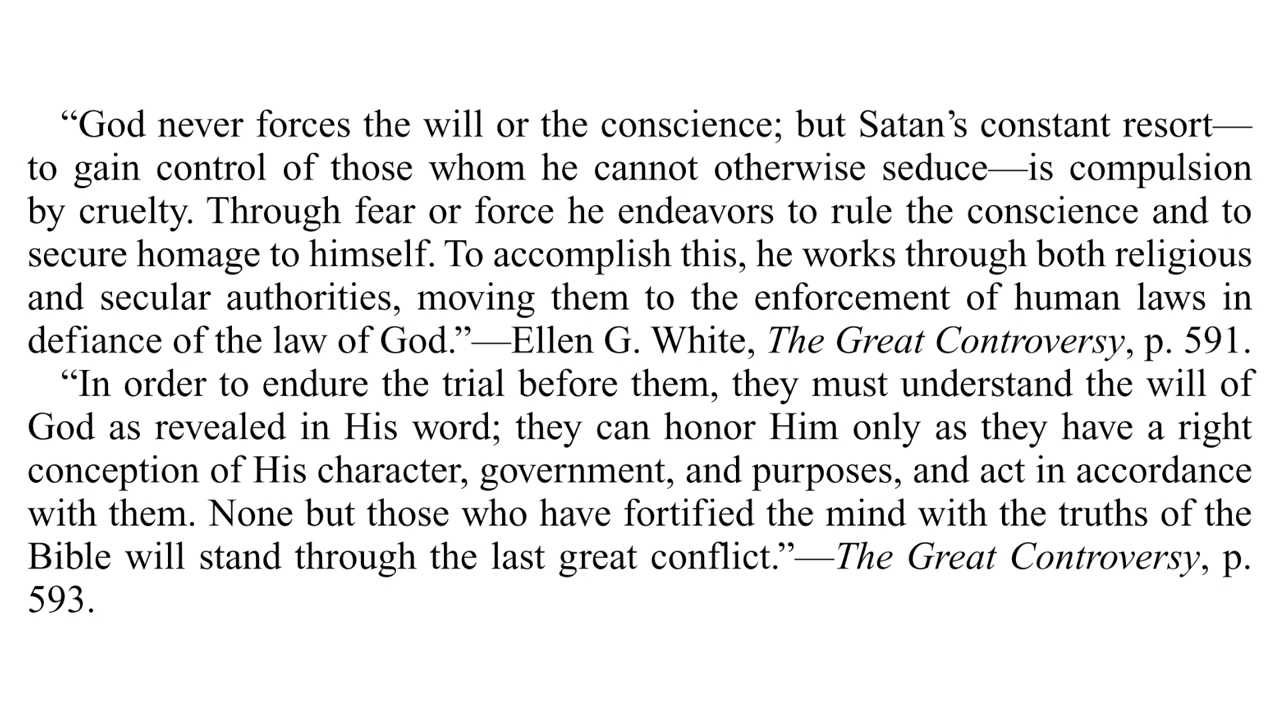 “God never forces the will or the conscience; but Satan’s constant resort—
to gain control of those whom he cannot otherwise seduce—is compulsion
by cruelty. Through fear or force he endeavors to rule the conscience and to
secure homage to himself. To accomplish this, he works through both religious
and secular authorities, moving them to the enforcement of human laws in
defiance of the law of God.”—Ellen G. White, The Great Controversy, p. 591.
“In order to endure the trial before them, they must understand the will of
God as revealed in His word; they can honor Him only as they have a right
conception of His character, government, and purposes, and act in accordance
with them. None but those who have fortified the mind with the truths of the
Bible will stand through the last great conflict.”—The Great Controversy, p.
593.